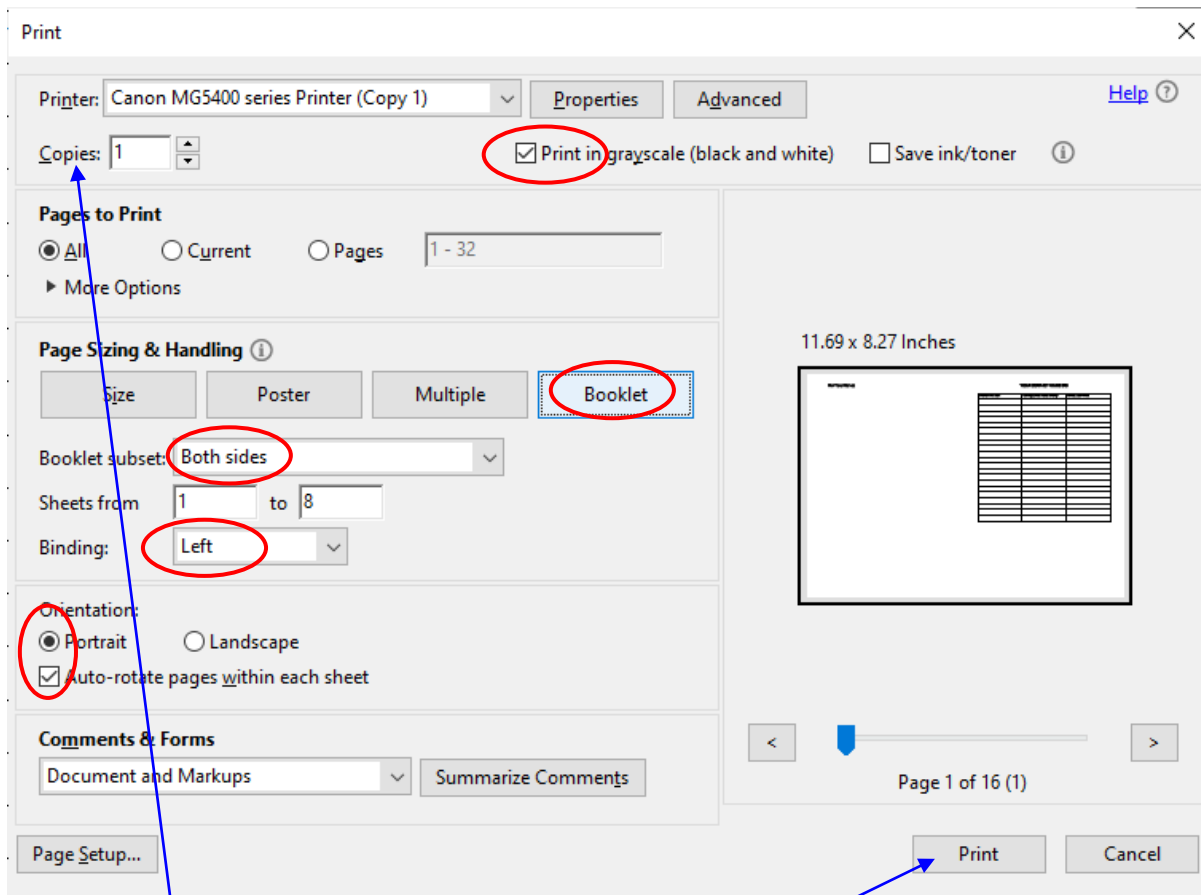 Print
Printer: Canon MG5400 series Printer (Copy 1) Properties Advanced Help ?
Copies: 1 Print in grayscale (black and white) Save ink/toner i
Pages to Print
All Current Pages 1 - 32
More Options
Page Sizing & Handling i
Size Poster Multiple Booklet
Booklet subset: Both sides
Sheets from 1 to 8
Binding: Left
Orientation:
Portrait Landscape
Auto-rotate pages within each sheet
Comments & Forms
Document and Markups Summarize Comments
11.69 x 8.27 Inches
< >
Page 1 of 16 (1)
Page Setup... Print Cancel